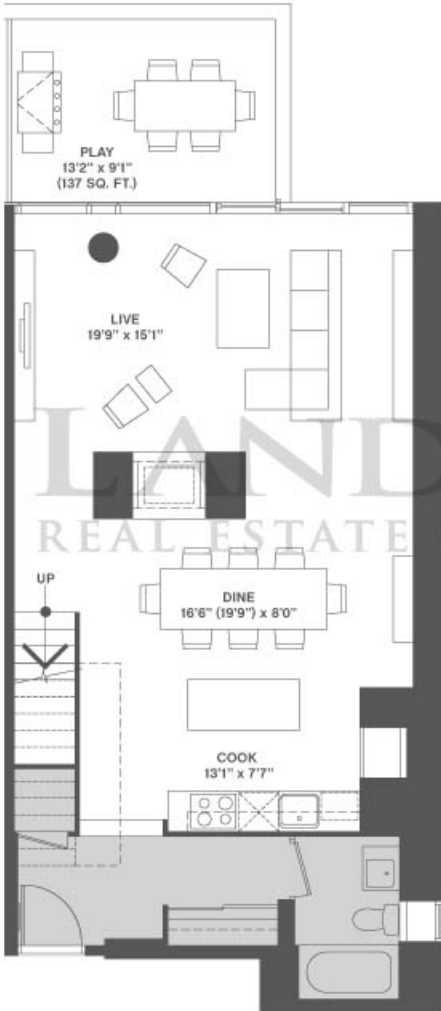 PLAY
13'2" x 9'1"
(137 SQ. FT.)
LIVE
19'9" x 15'1"
LAND
REAL ESTATE
UP
DINE
16'6" (19'9") x 8'0"
COOK
13'1" x 7'7"